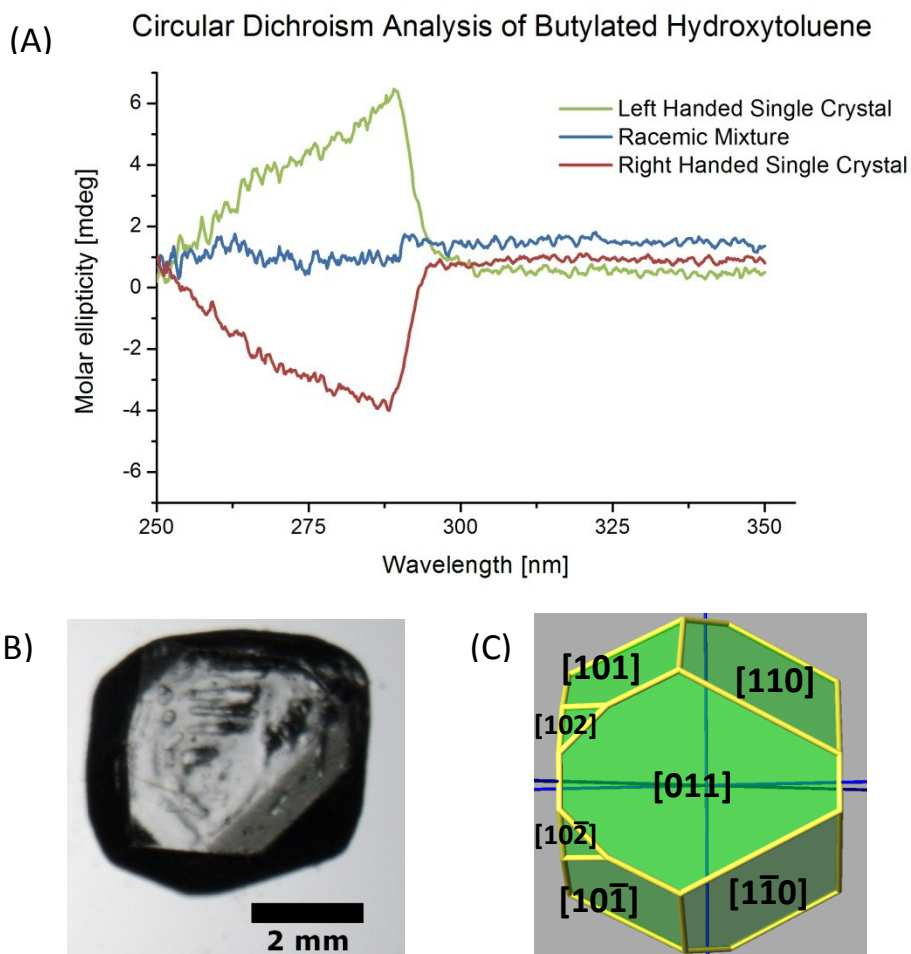 (A)
Circular Dichroism Analysis of Butylated Hydroxytoluene
Left Handed Single Crystal
Racemic Mixture
Right Handed Single Crystal
Molar ellipticity [mdeg]
6
4
2
0
-2
-4
-6
250
275
300
325
350
Wavelength [nm]
B)
2 mm
(C)
[101]
[110]
[102]
[011]
[102̅]
[101̅]
[11̅0]